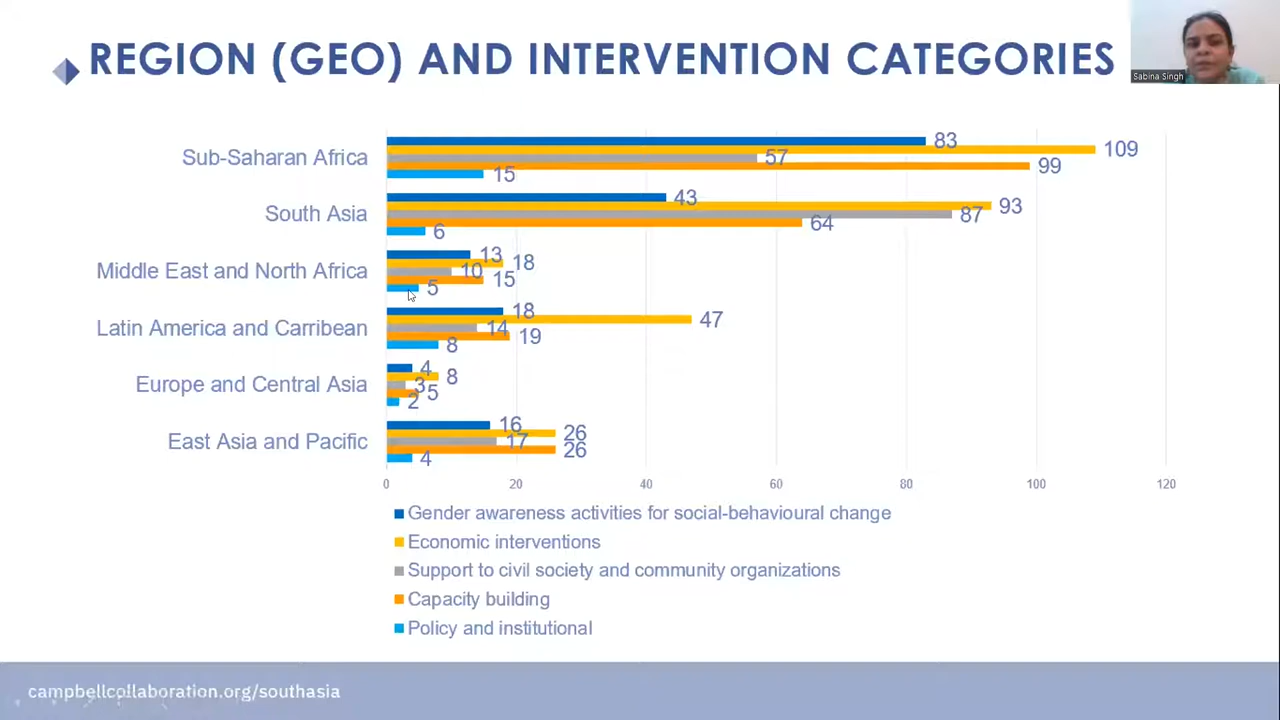 REGION (GEO) AND INTERVENTION CATEGORIES
Sabina Singh
Sub-Saharan Africa
83
109
57
99
15
South Asia
43
93
87
64
6
Middle East and North Africa
13
18
10
15
5
Latin America and Carribean
18
47
14
19
8
Europe and Central Asia
4
8
3
5
2
East Asia and Pacific
16
26
17
26
4
0 20 40 60 80 100 120
Gender awareness activities for social-behavioural change
Economic interventions
Support to civil society and community organizations
Capacity building
Policy and institutional
campbellcollaboration.org/southasia